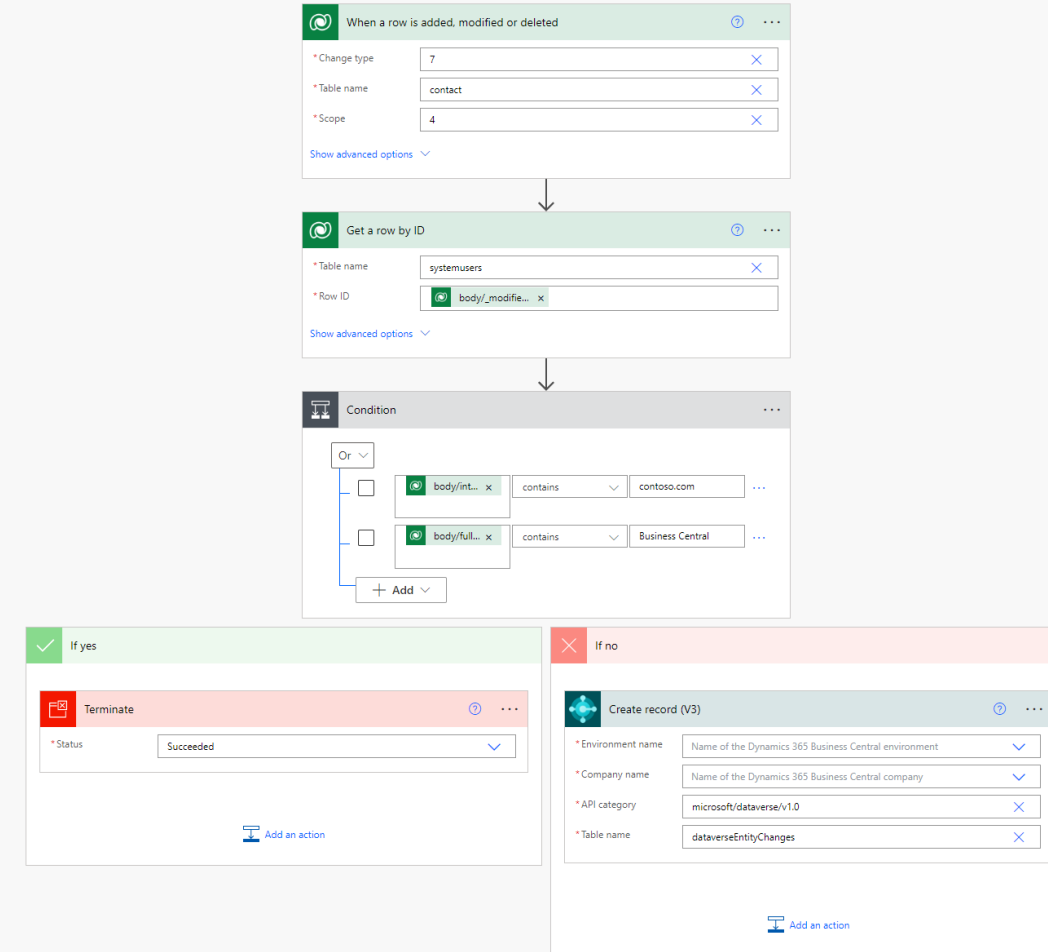 When a row is added, modified or deleted
* Change type 7
* Table name contact
* Scope 4
Show advanced options
Get a row by ID
* Table name systemusers
* Row ID body/_modifie... ×
Show advanced options
Condition
Or
body/int... × contains contoso.com ...
body/full... × contains Business Central ...
+ Add
If yes
Terminate
* Status Succeeded
Add an action
If no
Create record (V3)
* Environment name Name of the Dynamics 365 Business Central environment
* Company name Name of the Dynamics 365 Business Central company
* API category microsoft/dataverse/v1.0
* Table name dataverseEntityChanges
Add an action